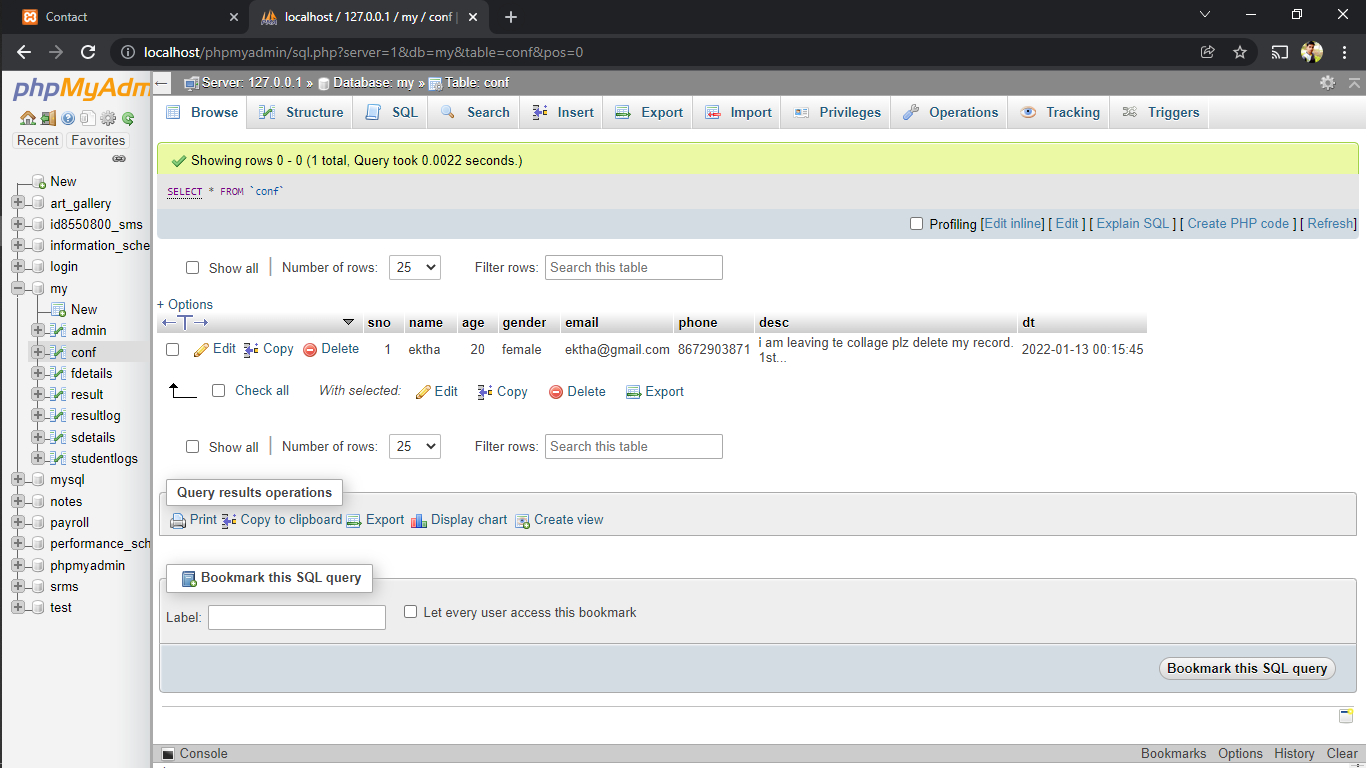 Contact
localhost / 127.0.0.1 / my / conf |
localhost/phpmyadmin/sql.php?server=1&db=my&table=conf&pos=0
phpMyAdm
Recent Favorites
New
art_gallery
id8550800_sms
information_sche
login
my
New
admin
conf
fdetails
result
resultlog
sdetails
studentlogs
mysql
notes
payroll
performance_sch
phpmyadmin
srms
test
Server: 127.0.0.1 » Database: my » Table: conf
Browse Structure SQL Search Insert Export Import Privileges Operations Tracking Triggers
Showing rows 0 - 0 (1 total, Query took 0.0022 seconds.)
SELECT * FROM `conf`
Profiling [Edit inline] [ Edit ] [ Explain SQL ] [ Create PHP code ] [ Refresh]
Show all | Number of rows: 25 Filter rows: Search this table
+ Options
←T→ sno name age gender email phone desc dt
Edit Copy Delete 1 ektha 20 female ektha@gmail.com 8672903871 i am leaving te collage plz delete my record. 2022-01-13 00:15:45
1st...
Check all With selected: Edit Copy Delete Export
Show all | Number of rows: 25 Filter rows: Search this table
Query results operations
Print Copy to clipboard Export Display chart Create view
Bookmark this SQL query
Label: Let every user access this bookmark
Bookmark this SQL query
Console Bookmarks Options History Clear